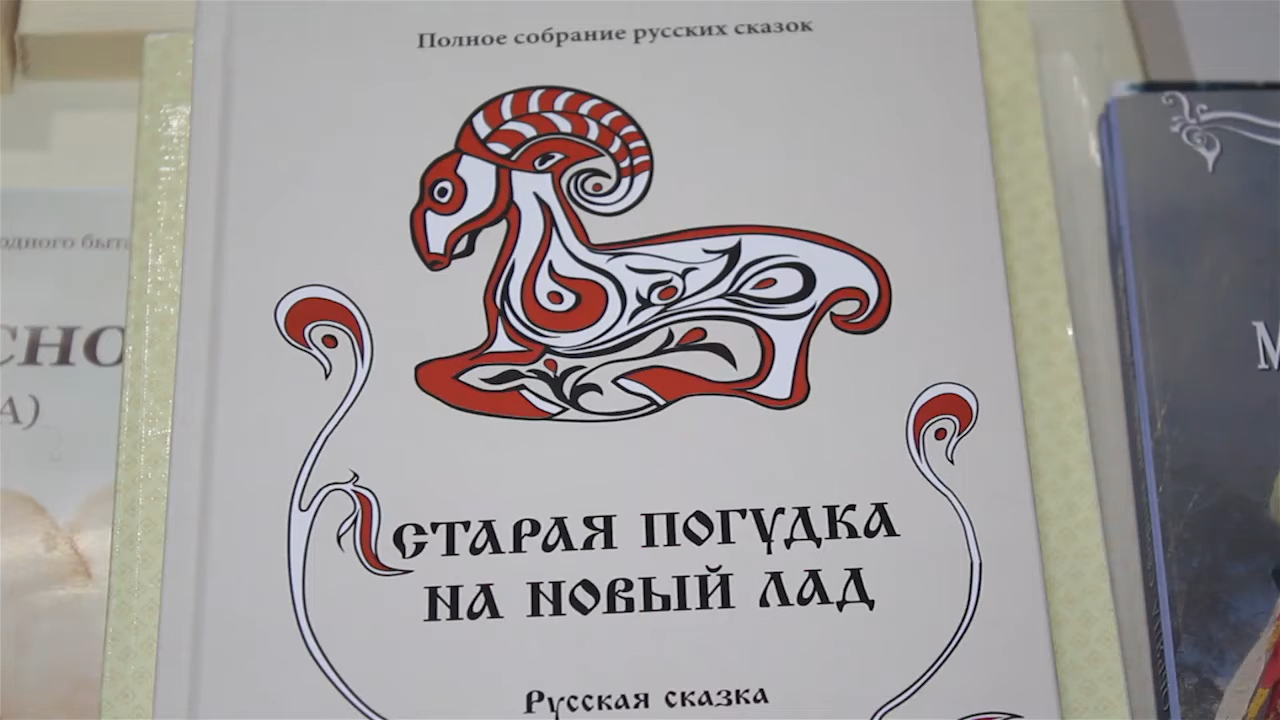 Полное собрание русских сказок
СТАРАЯ ПОГУДКА
НА НОВЫЙ ЛАД
Русская сказка